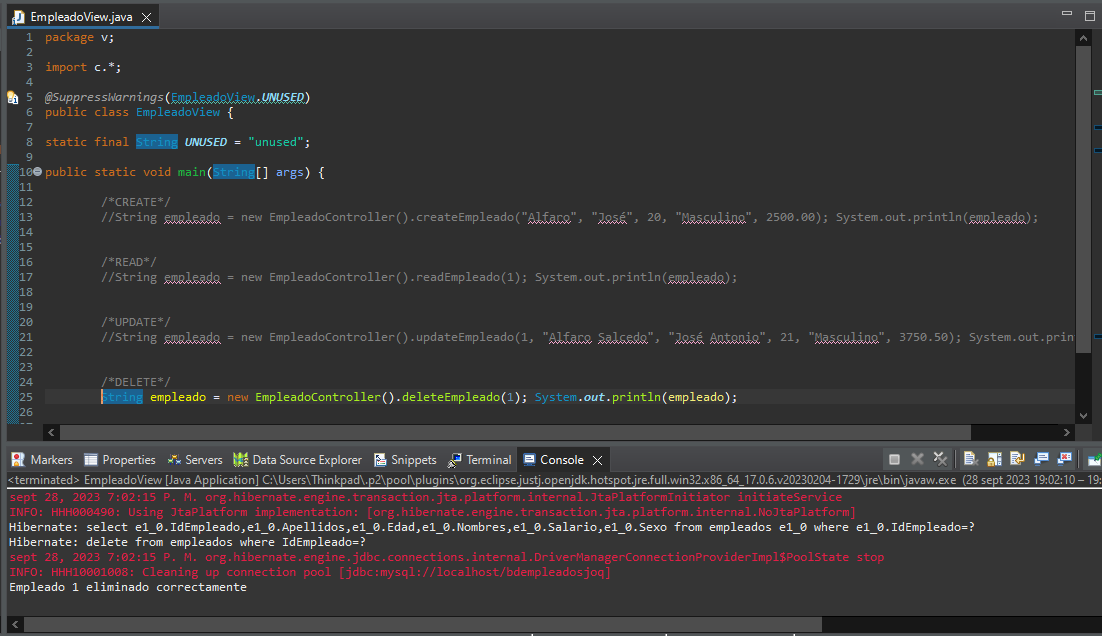 EmpleadoView.java
1 package v;
2
3 import c.*;
4
5 @SuppressWarnings(EmpleadoView.UNUSED)
6 public class EmpleadoView {
7
8 static final String UNUSED = "unused";
9
10 public static void main(String[] args) {
11
12 /*CREATE*/
13 //String empleado = new EmpleadoController().createEmpleado("Alfaro", "José", 20, "Masculino", 2500.00); System.out.println(empleado);
14
15
16 /*READ*/
17 //String empleado = new EmpleadoController().readEmpleado(1); System.out.println(empleado);
18
19
20 /*UPDATE*/
21 //String empleado = new EmpleadoController().updateEmpleado(1, "Alfaro Salcedo", "José Antonio", 21, "Masculino", 3750.50); System.out.prin
22
23
24 /*DELETE*/
25 String empleado = new EmpleadoController().deleteEmpleado(1); System.out.println(empleado);
26
Markers Properties Servers Data Source Explorer Snippets Terminal Console
<terminated> EmpleadoView [Java Application] C:\Users\Thinkpad\.p2\pool\plugins\org.eclipse.justj.openjdk.hotspot.jre.full.win32.x86_64_17.0.6.v20230204-1729\jre\bin\javaw.exe (28 sept 2023 19:02:10 – 19:
sept 28, 2023 7:02:15 P. M. org.hibernate.engine.transaction.jta.platform.internal.JtaPlatformInitiator initiateService
INFO: HHH000490: Using JtaPlatform implementation: [org.hibernate.engine.transaction.jta.platform.internal.NoJtaPlatform]
Hibernate: select e1_0.IdEmpleado,e1_0.Apellidos,e1_0.Edad,e1_0.Nombres,e1_0.Salario,e1_0.Sexo from empleados e1_0 where e1_0.IdEmpleado=?
Hibernate: delete from empleados where IdEmpleado=?
sept 28, 2023 7:02:15 P. M. org.hibernate.engine.jdbc.connections.internal.DriverManagerConnectionProviderImpl$PoolState stop
INFO: HHH10001008: Cleaning up connection pool [jdbc:mysql://localhost/bdempleadosjoq]
Empleado 1 eliminado correctamente